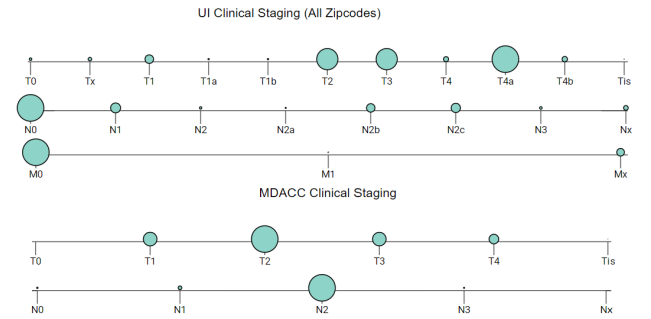 UI Clinical Staging (All Zipcodes)
T0 Tx T1 T1a T1b T2 T3 T4 T4a T4b Tis
N0 N1 N2 N2a N2b N2c N3 Nx
M0 M1 Mx
MDACC Clinical Staging
T0 T1 T2 T3 T4 Tis
N0 N1 N2 N3 Nx